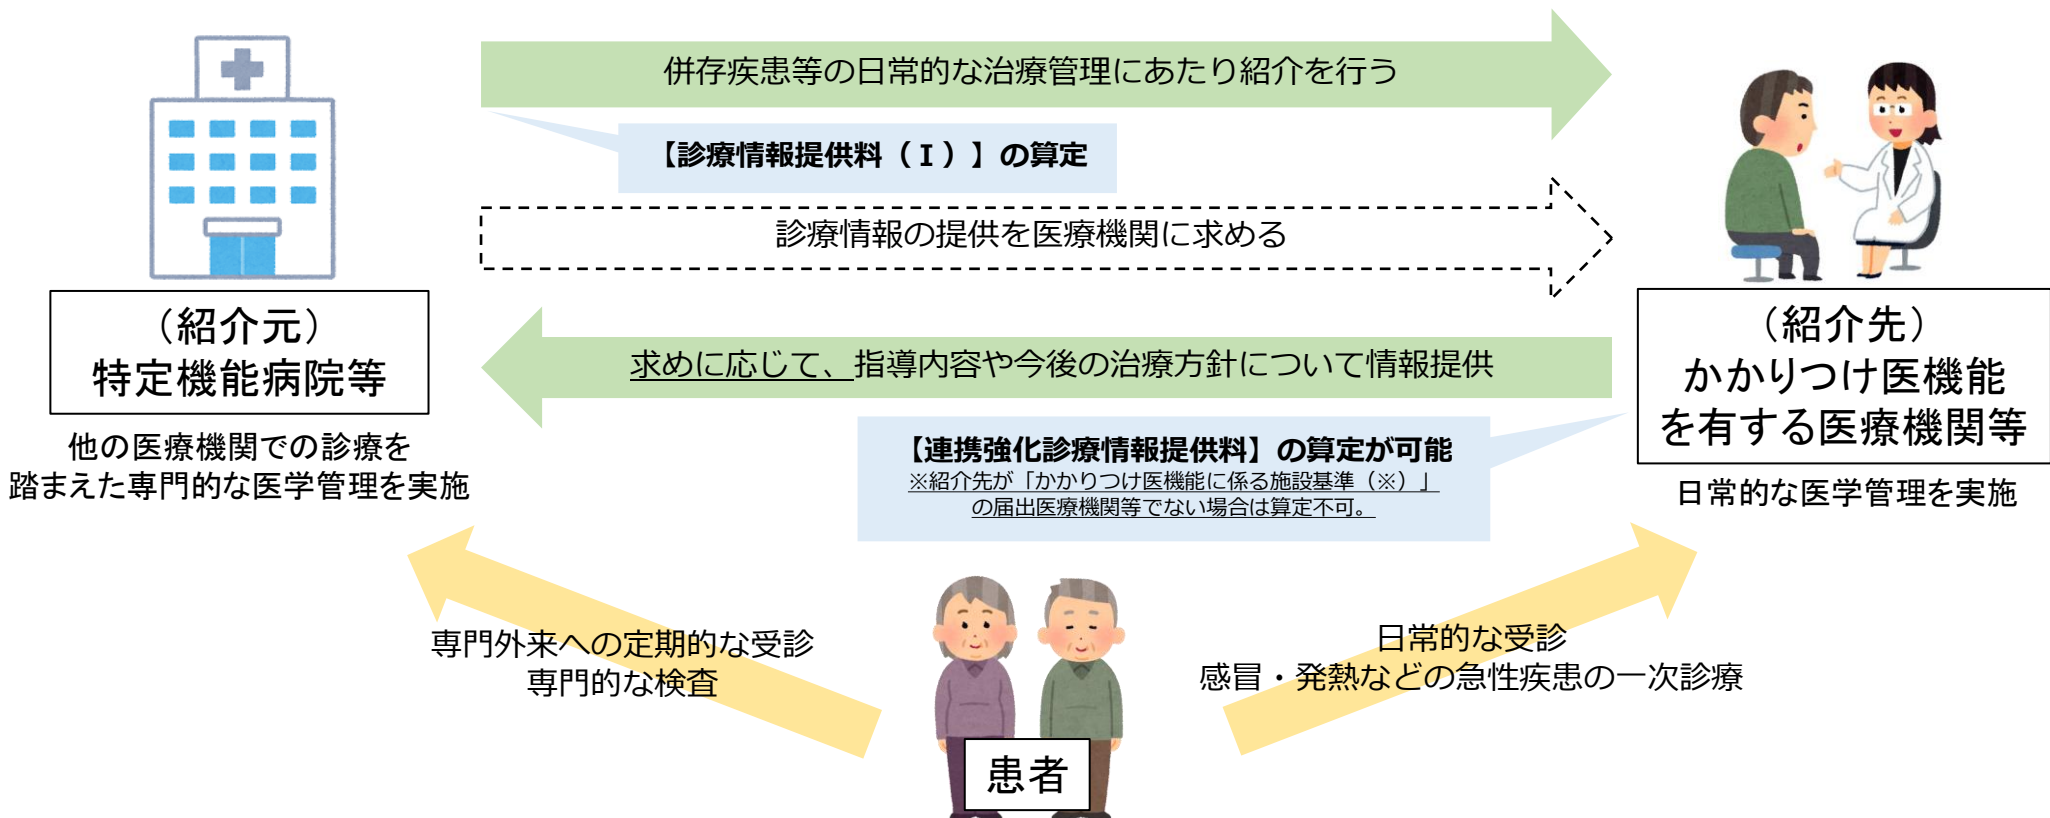 併存疾患等の日常的な治療管理にあたり紹介を行う
【診療情報提供料（Ⅰ）】の算定
診療情報の提供を医療機関に求める
（紹介元）
特定機能病院等
他の医療機関での診療を
踏まえた専門的な医学管理を実施
求めに応じて、指導内容や今後の治療方針について情報提供
【連携強化診療情報提供料】の算定が可能
※紹介先が「かかりつけ医機能に係る施設基準（※）」
の届出医療機関等でない場合は算定不可。
（紹介先）
かかりつけ医機能
を有する医療機関等
日常的な医学管理を実施
専門外来への定期的な受診
専門的な検査
日常的な受診
感冒・発熱などの急性疾患の一次診療
患者